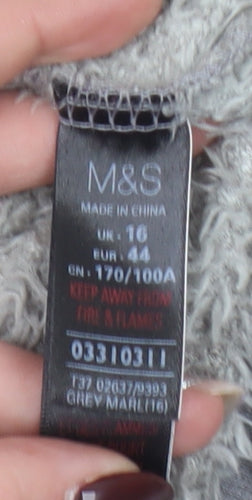 M&S
MADE IN CHINA
UK - 16
EUR - 44
CN - 170/100A
KEEP AWAY FROM
FIRE & FLAMES
03310311
T37 02637/9393
GREY MARL(16)